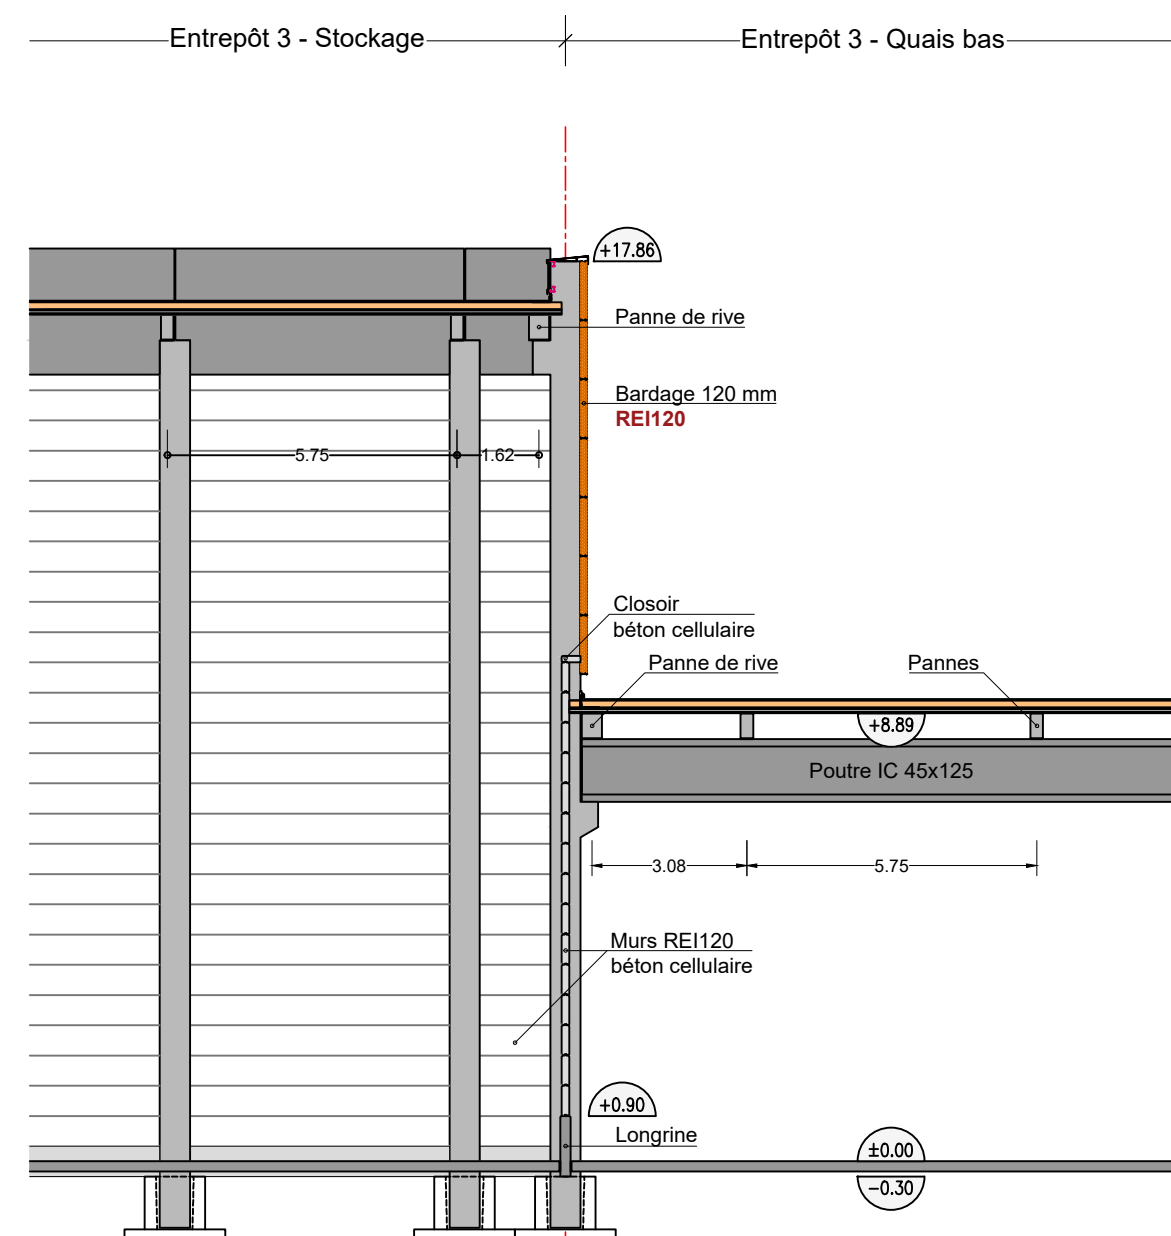 Entrepôt 3 - Stockage
Entrepôt 3 - Quais bas
+17.86
Panne de rive
Bardage 120 mm
REI120
5.75
1.62
Closoir
béton cellulaire
Panne de rive
Pannes
+8.89
Poutre IC 45x125
3.08
5.75
Murs REI120
béton cellulaire
+0.90
Longrine
±0.00
−0.30